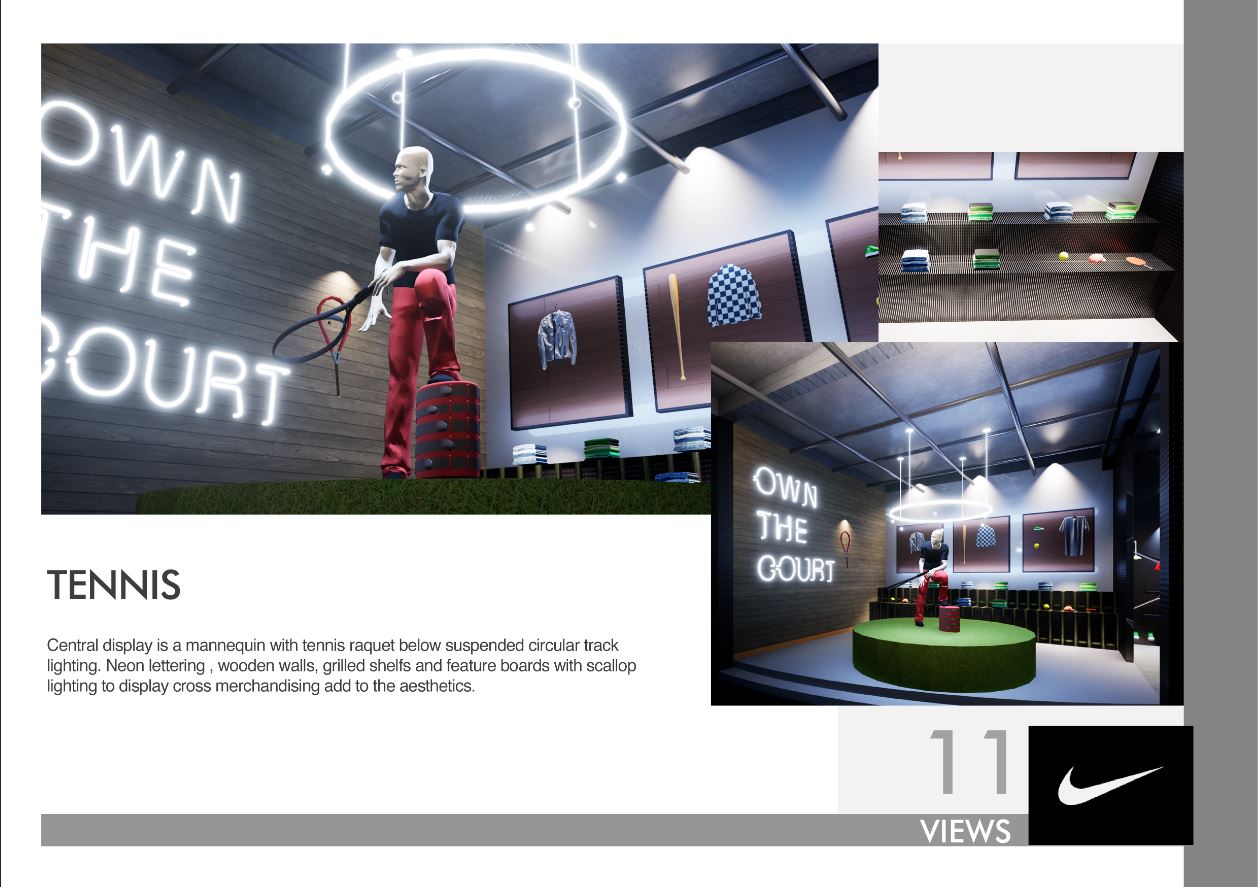 OWN
THE
COURT
OWN
THE
COURT
TENNIS
Central display is a mannequin with tennis raquet below suspended circular track
lighting. Neon lettering , wooden walls, grilled shelfs and feature boards with scallop
lighting to display cross merchandising add to the aesthetics.
11
VIEWS